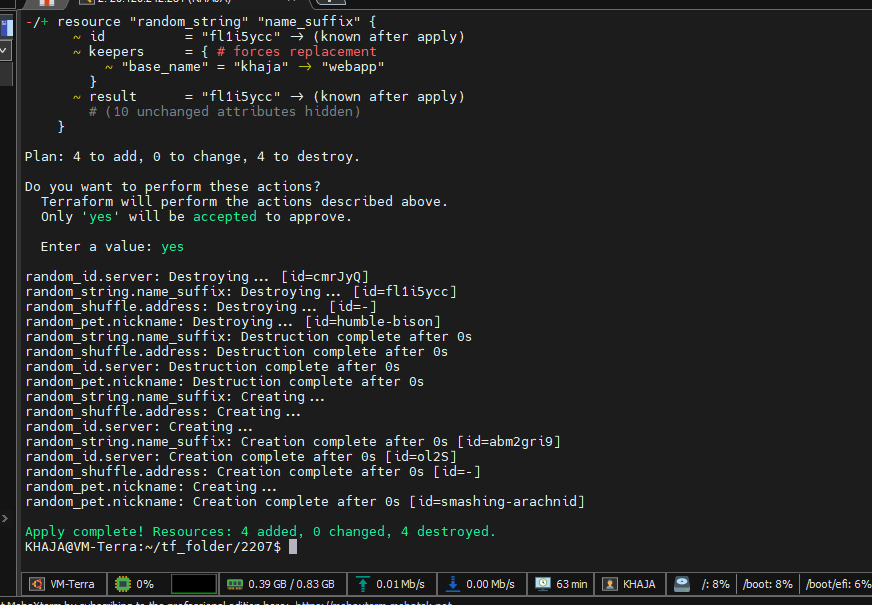 -/+ resource "random_string" "name_suffix" {
~ id = "fl1i5ycc" -> (known after apply)
~ keepers = { # forces replacement
~ "base_name" = "khaja" -> "webapp"
}
~ result = "fl1i5ycc" -> (known after apply)
# (10 unchanged attributes hidden)
}
Plan: 4 to add, 0 to change, 4 to destroy.
Do you want to perform these actions?
Terraform will perform the actions described above.
Only 'yes' will be accepted to approve.
Enter a value: yes
random_id.server: Destroying... [id=cmrJyQ]
random_string.name_suffix: Destroying... [id=fl1i5ycc]
random_shuffle.address: Destroying... [id=-]
random_pet.nickname: Destroying... [id=humble-bison]
random_string.name_suffix: Destruction complete after 0s
random_shuffle.address: Destruction complete after 0s
random_id.server: Destruction complete after 0s
random_pet.nickname: Destruction complete after 0s
random_string.name_suffix: Creating...
random_shuffle.address: Creating...
random_id.server: Creating...
random_string.name_suffix: Creation complete after 0s [id=abm2gri9]
random_id.server: Creation complete after 0s [id=ol2S]
random_shuffle.address: Creation complete after 0s [id=-]
random_pet.nickname: Creating...
random_pet.nickname: Creation complete after 0s [id=smashing-arachnid]
Apply complete! Resources: 4 added, 0 changed, 4 destroyed.
KHAJA@VM-Terra:~/tf_folder/2207$
VM-Terra 0% 0.39 GB / 0.83 GB 0.01 Mb/s 0.00 Mb/s 63 min KHAJA /: 8% /boot: 8% /boot/efi: 6%